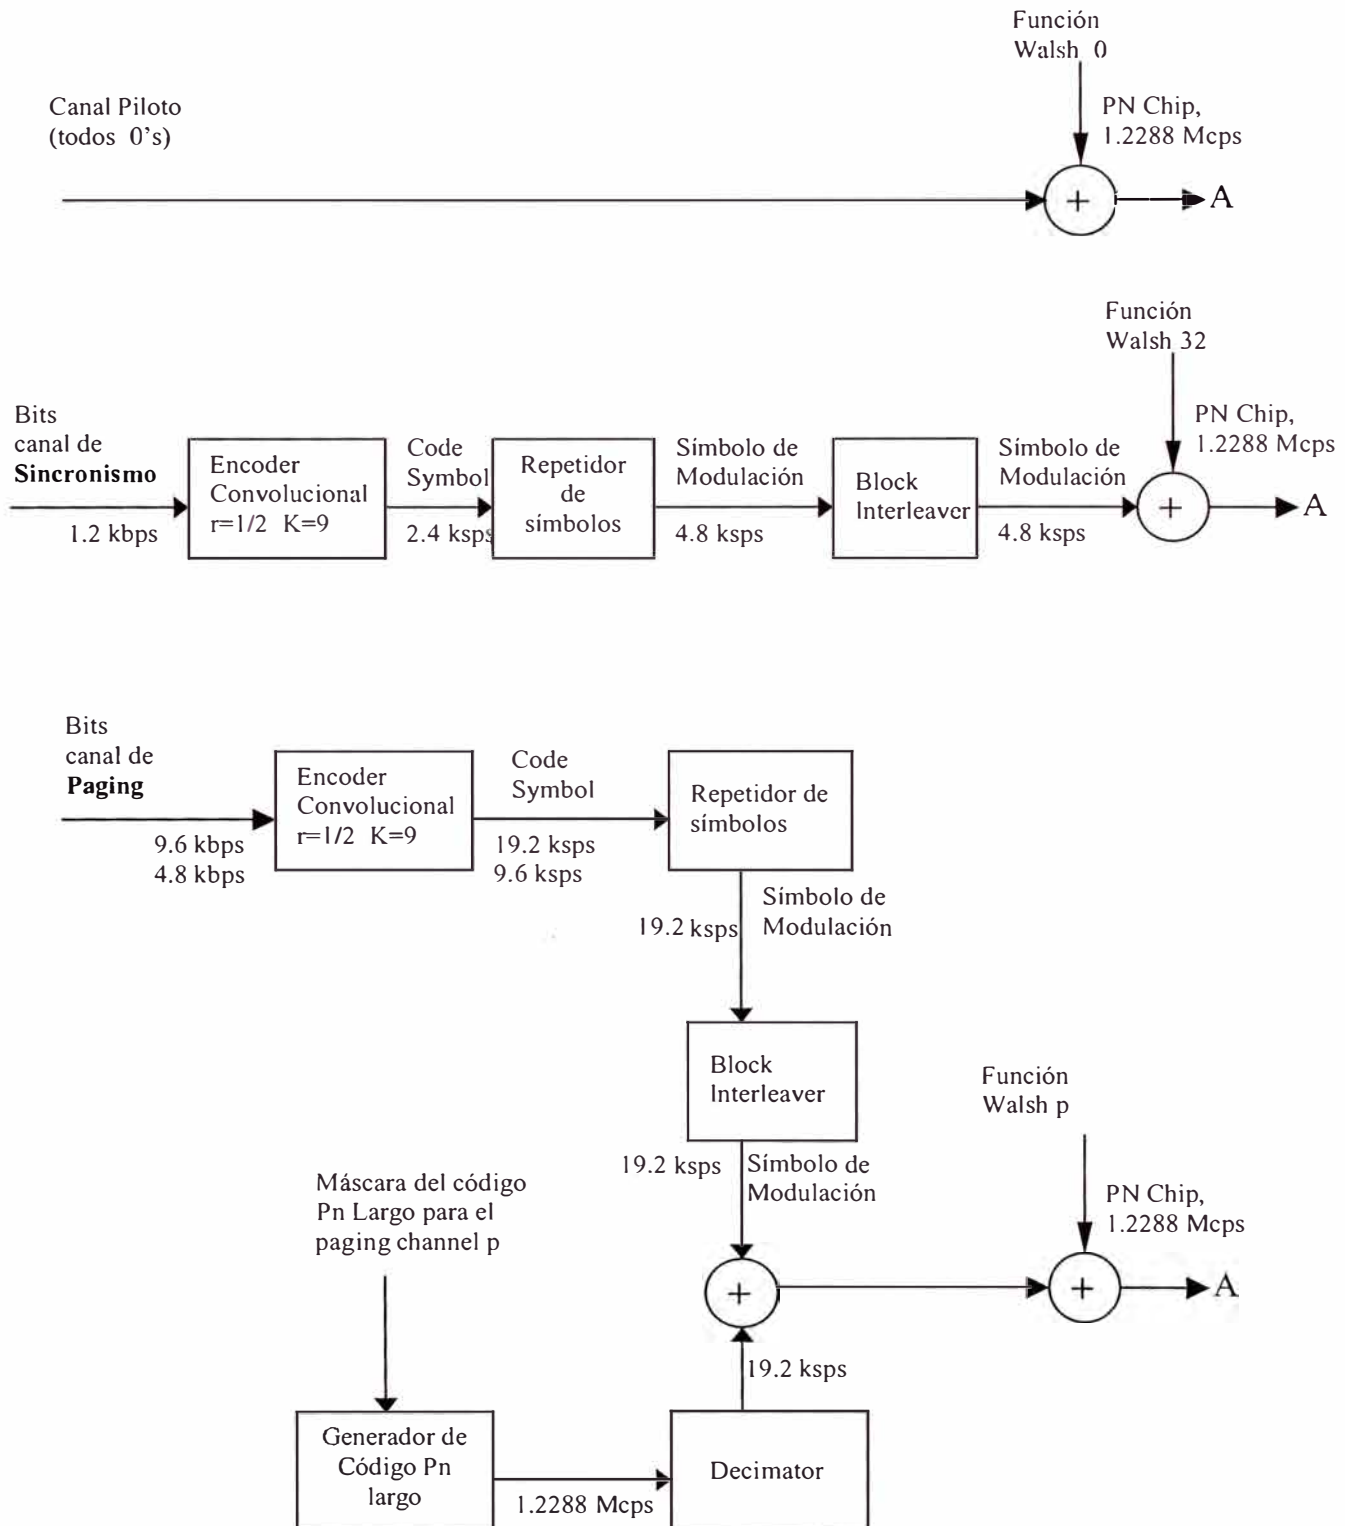 Función
Walsh 0
Canal Piloto
(todos 0's)
PN Chip,
1.2288 Mcps
+
A
Función
Walsh 32
Bits
canal de
Sincronismo
1.2 kbps
Encoder
Convolucional
r=1/2 K=9
Code
Symbol
2.4 ksps
Repetidor
de
símbolos
Símbolo de
Modulación
4.8 ksps
Block
Interleaver
Símbolo de
Modulación
4.8 ksps
PN Chip,
1.2288 Mcps
+
A
Bits
canal de
Paging
9.6 kbps
4.8 kbps
Encoder
Convolucional
r=1/2 K=9
Code
Symbol
19.2 ksps
9.6 ksps
Repetidor de
símbolos
Símbolo de
Modulación
19.2 ksps
Block
Interleaver
Función
Walsh p
19.2 ksps
Símbolo de
Modulación
Máscara del código
Pn Largo para el
paging channel p
PN Chip,
1.2288 Mcps
+
+
A
19.2 ksps
Generador de
Código Pn
largo
1.2288 Mcps
Decimator